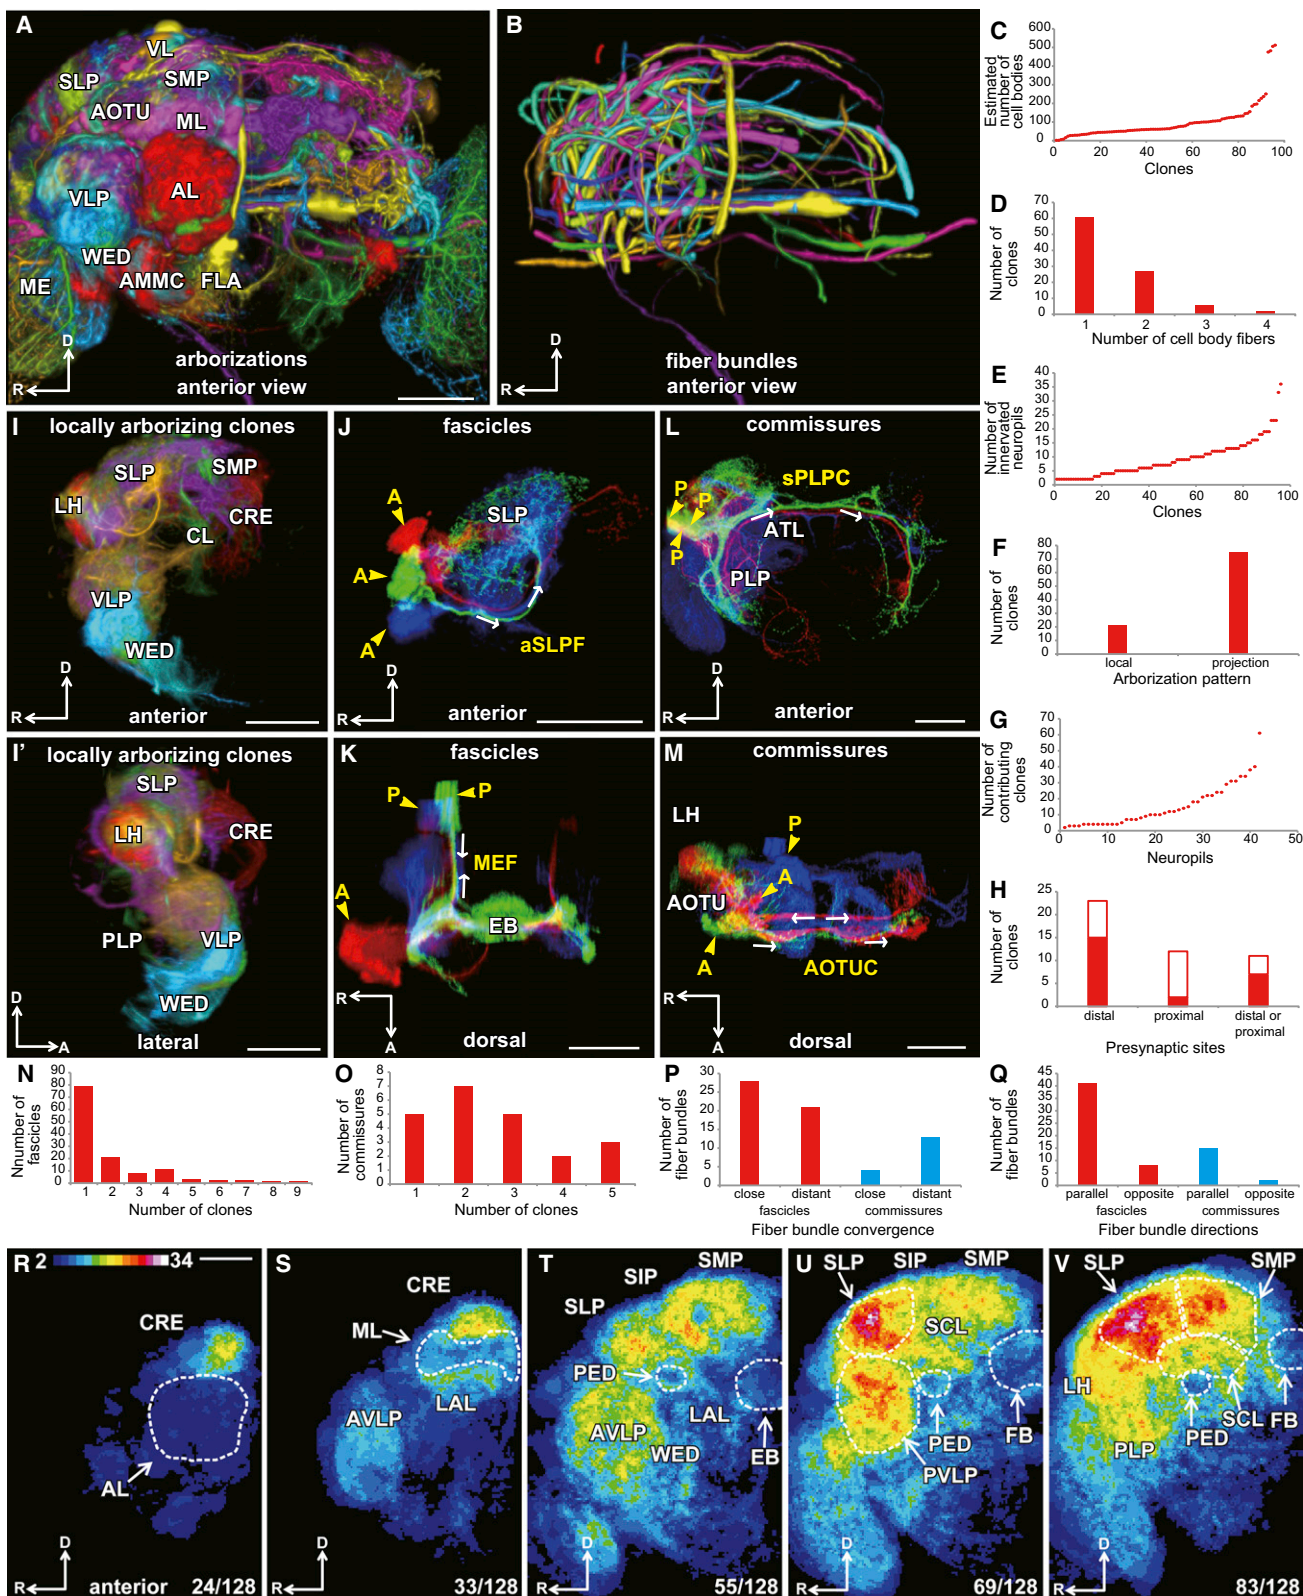 A
VL
SLP
SMP
AOTU
ML
VLP
AL
WED
ME
AMMC
FLA
D
R
arborizations
anterior view
B
D
R
fiber bundles
anterior view
C
Estimated
number of
cell bodies
600
500
400
300
200
100
0
0 20 40 60 80 100
Clones
D
Number of
clones
70
60
50
40
30
20
10
0
1 2 3 4
Number of cell body fibers
E
Number of
innervated
neuropils
40
35
30
25
20
15
10
5
0
0 20 40 60 80 100
Clones
F
Number of
clones
80
70
60
50
40
30
20
10
0
local projection
Arborization pattern
G
Number of
contributing
clones
70
60
50
40
30
20
10
0
0 10 20 30 40 50
Neuropils
H
Number of
clones
25
20
15
10
5
0
distal proximal distal or
proximal
Presynaptic sites
I
locally arborizing clones
SLP
SMP
LH
CRE
CL
VLP
WED
D
R
anterior
J
fascicles
A
SLP
A
A
aSLPF
D
R
anterior
L
commissures
P
P
P
sPLPC
ATL
PLP
D
R
anterior
I’
locally arborizing clones
SLP
LH
CRE
PLP
VLP
WED
D
A
lateral
K
fascicles
P
P
MEF
A
EB
R
A
dorsal
M
commissures
LH
P
A
AOTU
A
AOTUC
R
A
dorsal
N
Nnumber of
fascicles
90
80
70
60
50
40
30
20
10
0
1 2 3 4 5 6 7 8 9
Number of clones
O
Number of
commissures
8
7
6
5
4
3
2
1
0
1 2 3 4 5
Number of clones
P
Number of
fiber bundles
30
25
20
15
10
5
0
close distant close distant
fascicles commissures
Fiber bundle convergence
Q
Number of
fiber bundles
45
40
35
30
25
20
15
10
5
0
parallel opposite parallel opposite
fascicles commissures
Fiber bundle directions
R
2 34
CRE
AL
D
R
anterior 24/128
S
CRE
ML
LAL
AVLP
D
R
33/128
T
SMP
SIP
SLP
PED
AVLP
LAL
WED
EB
D
R
55/128
U
SLP SIP SMP
SCL
PED
FB
PVLP
D
R
69/128
V
SLP
SMP
LH
SCL FB
PED
PLP
D
R
83/128